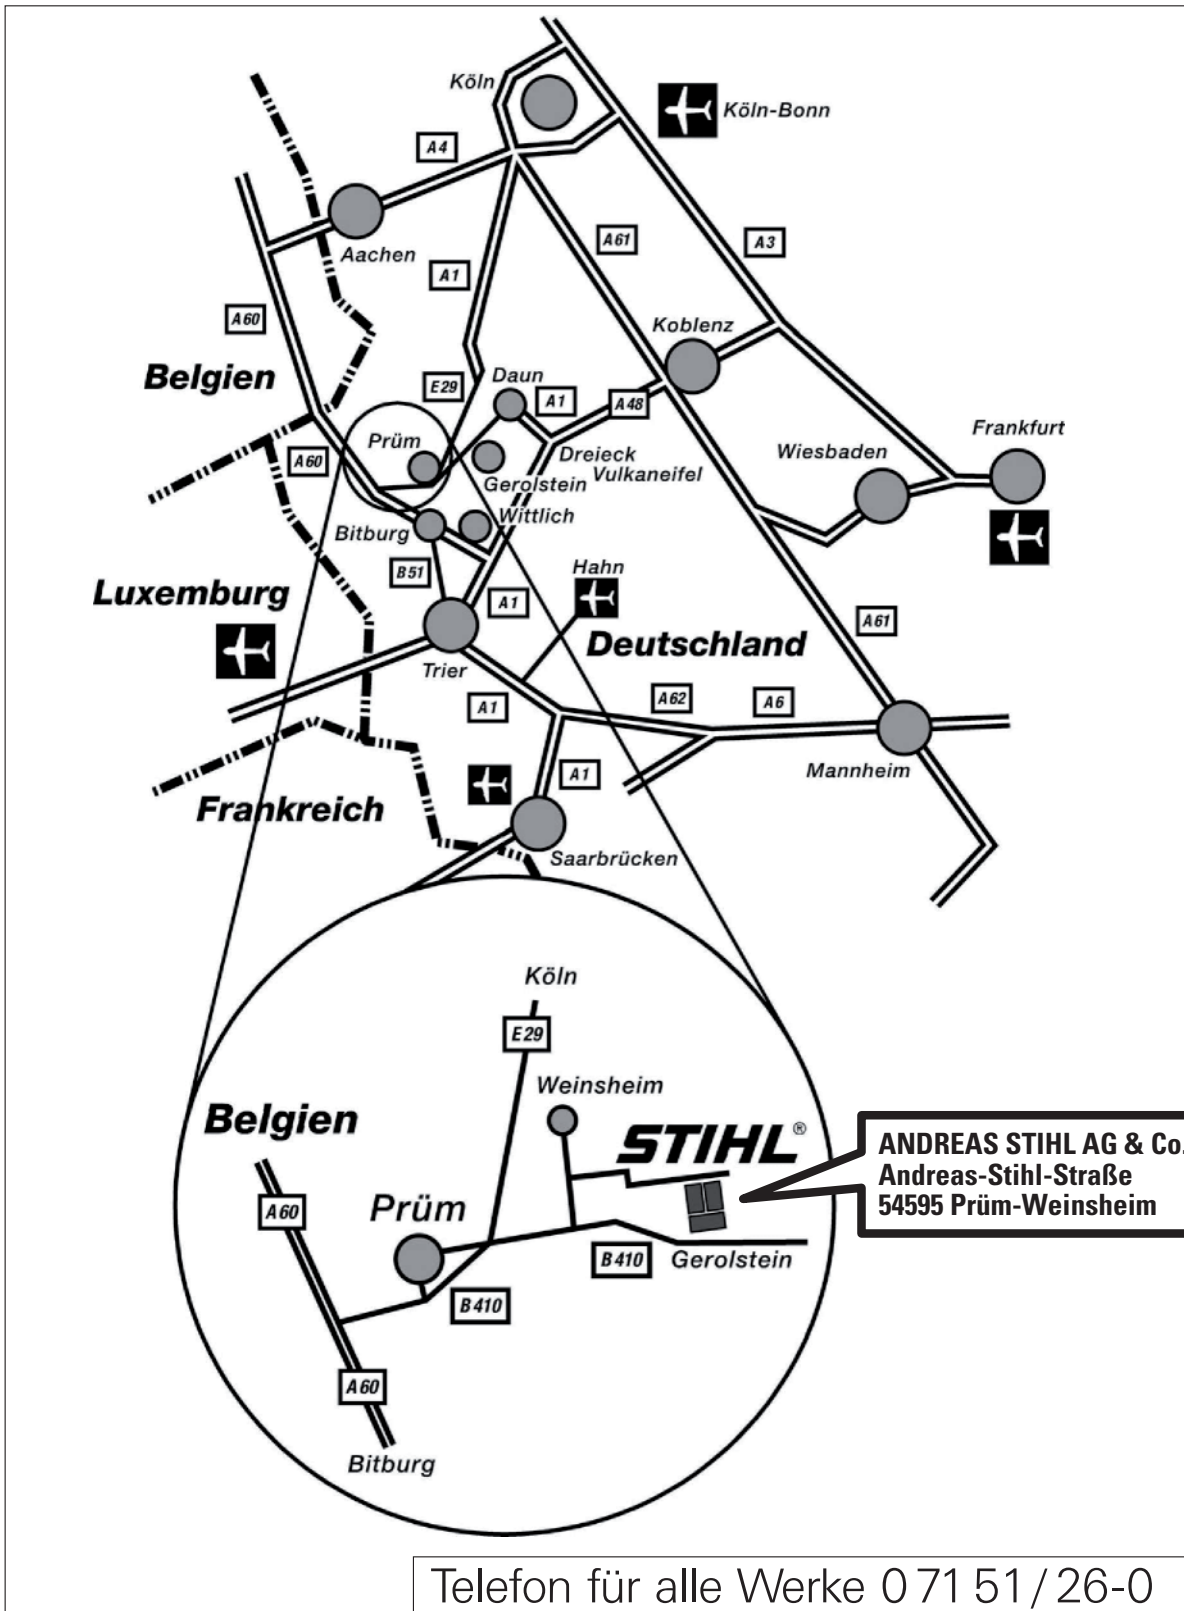 Köln
Köln-Bonn
A4
Aachen
A61
A3
A1
A60
Koblenz
Belgien
E29
Daun
A1
A48
Frankfurt
Prüm
A60
Dreieck
Vulkaneifel
Wiesbaden
Gerolstein
Bitburg
Wittlich
B51
Hahn
Luxemburg
A1
A61
Deutschland
Trier
A1
A62
A6
Mannheim
A1
Frankreich
Saarbrücken
Köln
E29
Weinsheim
Belgien
STIHL®
ANDREAS STIHL AG & Co.
Andreas-Stihl-Straße
54595 Prüm-Weinsheim
A60
Prüm
B410
Gerolstein
B410
A60
Bitburg
Telefon für alle Werke 0 71 51 / 26-0